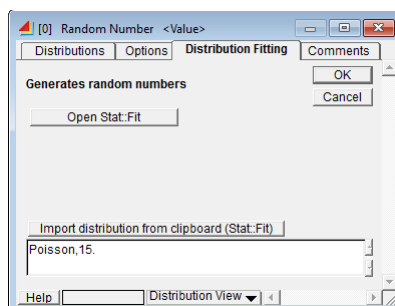 [0] Random Number <Value>
Distributions Options Distribution Fitting Comments
Generates random numbers
OK
Cancel
Open Stat::Fit
Import distribution from clipboard (Stat::Fit)
Poisson,15.
Help Distribution View